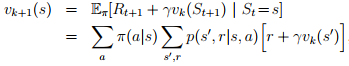 v_{k+1}(s) = 𝔼_π[R_{t+1} + γv_k(S_{t+1}) | S_t=s]
= ∑_a π(a|s) ∑_{s′,r} p(s′, r|s, a) [r + γv_k(s′)]